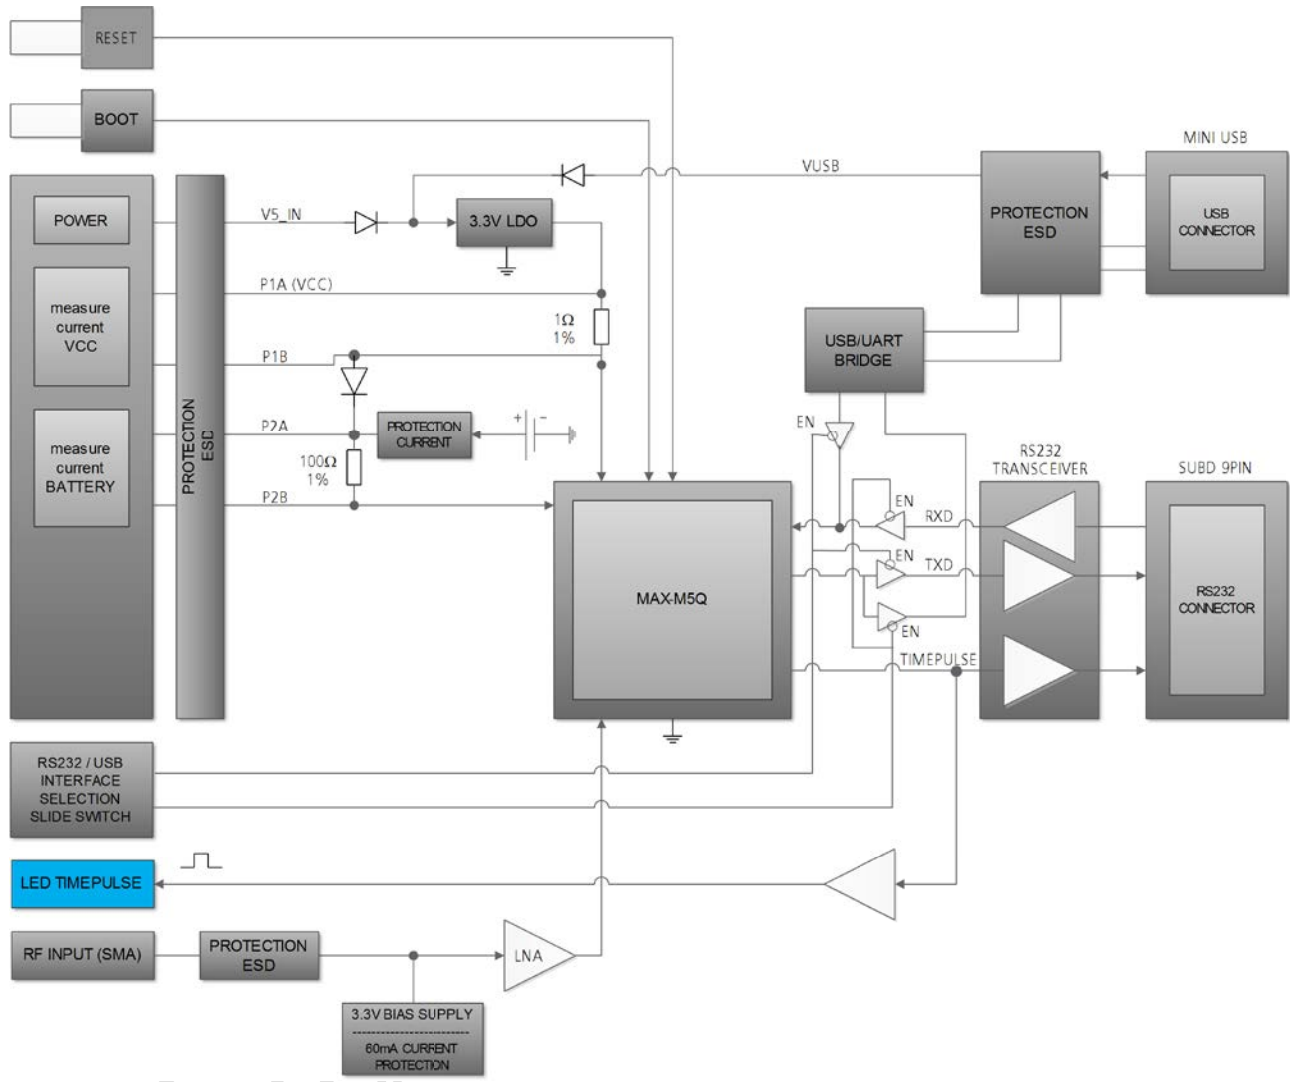 RESET
BOOT
MINI USB
VUSB
POWER
V5_IN
3.3V LDO
PROTECTION
ESD
USB
CONNECTOR
P1A (VCC)
measure
current
VCC
1Ω
1%
USB/UART
BRIDGE
P1B
PROTECTION
ESD
P2A
PROTECTION
CURRENT
+
-
EN
measure
current
BATTERY
100Ω
1%
RS232
TRANSCEIVER
SUBD 9PIN
P2B
EN
RXD
EN
TXD
MAX-M5Q
RS232
CONNECTOR
EN
TIMEPULSE
RS232 / USB
INTERFACE
SELECTION
SLIDE SWITCH
LED TIMEPULSE
RF INPUT (SMA)
PROTECTION
ESD
LNA
3.3V BIAS SUPPLY
--------------------
60mA CURRENT
PROTECTION